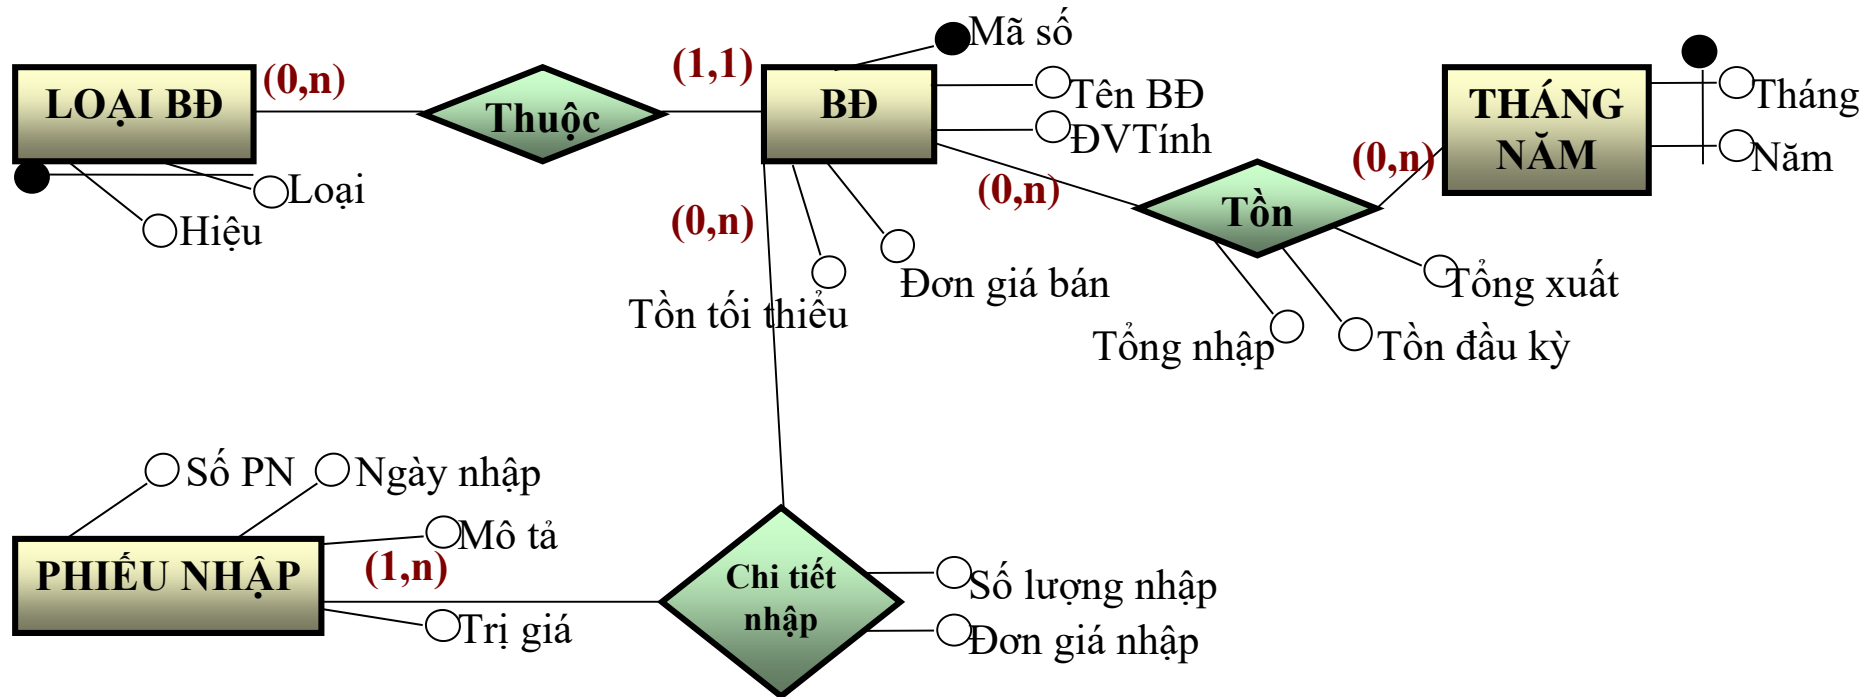 Mã số
(0,n)
(1,1)
LOẠI BĐ
Thuộc
BĐ
Tên BĐ
ĐVTính
THÁNG
NĂM
Tháng
Năm
(0,n)
(0,n)
Loại
Hiệu
(0,n)
Tồn
Tồn tối thiểu
Đơn giá bán
Tổng xuất
Tổng nhập
Tồn đầu kỳ
Số PN
Ngày nhập
Mô tả
PHIẾU NHẬP
(1,n)
Trị giá
Chi tiết
nhập
Số lượng nhập
Đơn giá nhập